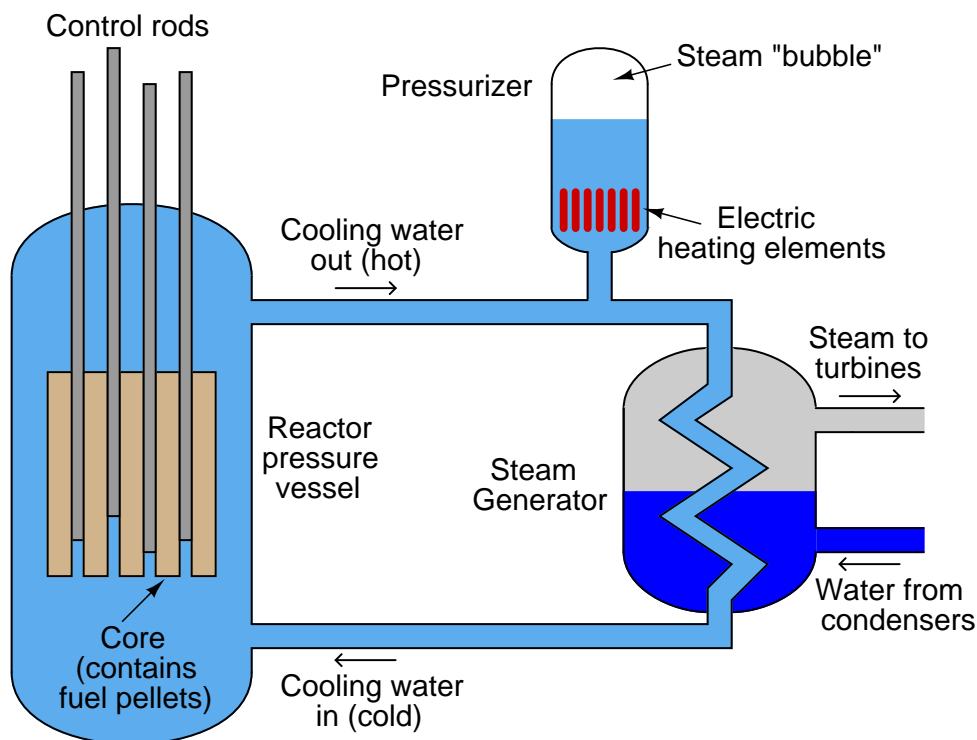 Control rods
Steam "bubble"
Pressurizer
Electric
heating elements
Cooling water
out (hot)
Steam to
turbines
Reactor
pressure
vessel
Steam
Generator
Water from
condensers
Core
(contains
fuel pellets)
Cooling water
in (cold)